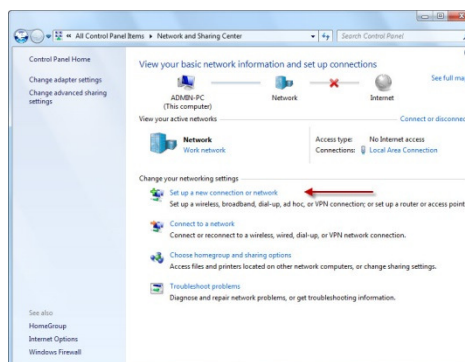 « All Control Panel Items ▸ Network and Sharing Center
Search Control Panel
Control Panel Home
Change adapter settings
Change advanced sharing
settings
View your basic network information and set up connections
See full map
ADMIN-PC
(This computer)
Network
Internet
View your active networks
Connect or disconnect
Network
Work network
Access type:
No Internet access
Connections:
Local Area Connection
Change your networking settings
Set up a new connection or network
Set up a wireless, broadband, dial-up, ad hoc, or VPN connection; or set up a router or access point
Connect to a network
Connect or reconnect to a wireless, wired, dial-up, or VPN network connection.
Choose homegroup and sharing options
Access files and printers located on other network computers, or change sharing settings.
Troubleshoot problems
Diagnose and repair network problems, or get troubleshooting information.
See also
HomeGroup
Internet Options
Windows Firewall